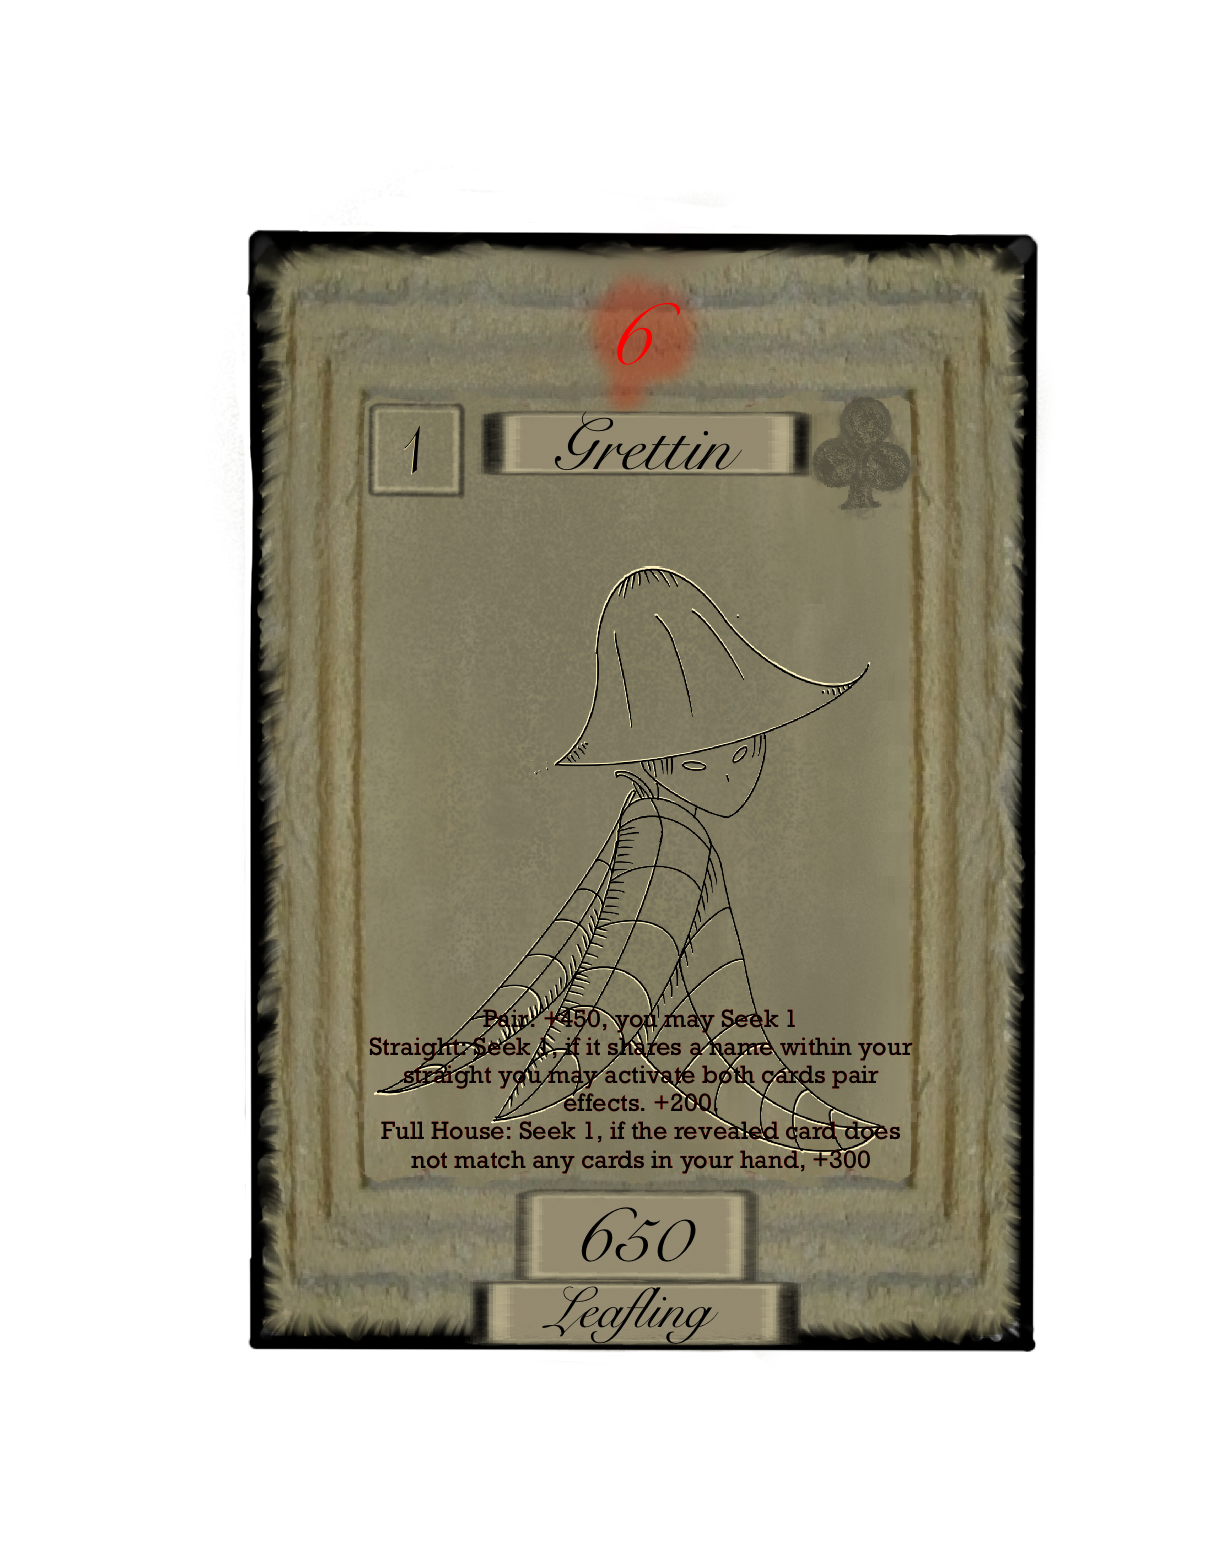 6
1
Grettin
Pair: +450, you may Seek 1
Straight: Seek 1, if it shares a name within your
straight you may activate both cards pair
effects. +200.
Full House: Seek 1, if the revealed card does
not match any cards in your hand, +300
650
Leafling